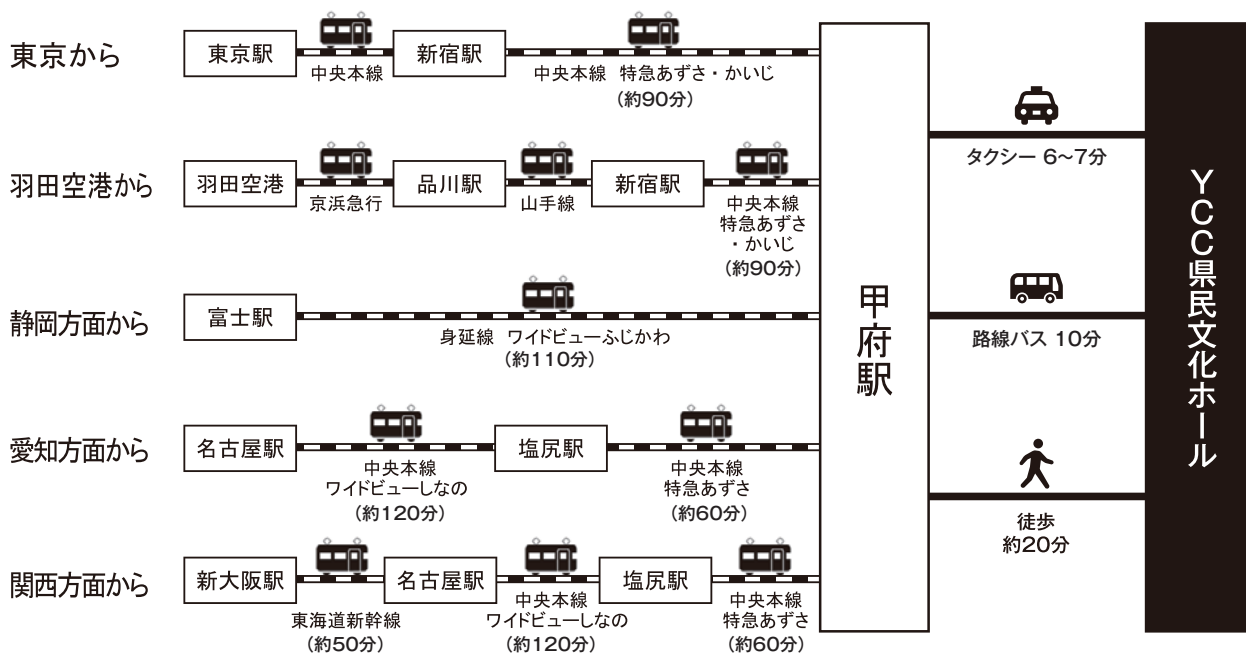 東京から
東京駅
中央本線
新宿駅
中央本線 特急あずさ・かいじ
(約90分)
羽田空港から
羽田空港
京浜急行
品川駅
山手線
新宿駅
中央本線
特急あずさ
・かいじ
(約90分)
静岡方面から
富士駅
身延線 ワイドビューふじかわ
(約110分)
愛知方面から
名古屋駅
中央本線
ワイドビューしなの
(約120分)
塩尻駅
中央本線
特急あずさ
(約60分)
関西方面から
新大阪駅
東海道新幹線
(約50分)
名古屋駅
中央本線
ワイドビューしなの
(約120分)
塩尻駅
中央本線
特急あずさ
(約60分)
甲府駅
タクシー 6〜7分
路線バス 10分
徒歩
約20分
YCC県民文化ホール